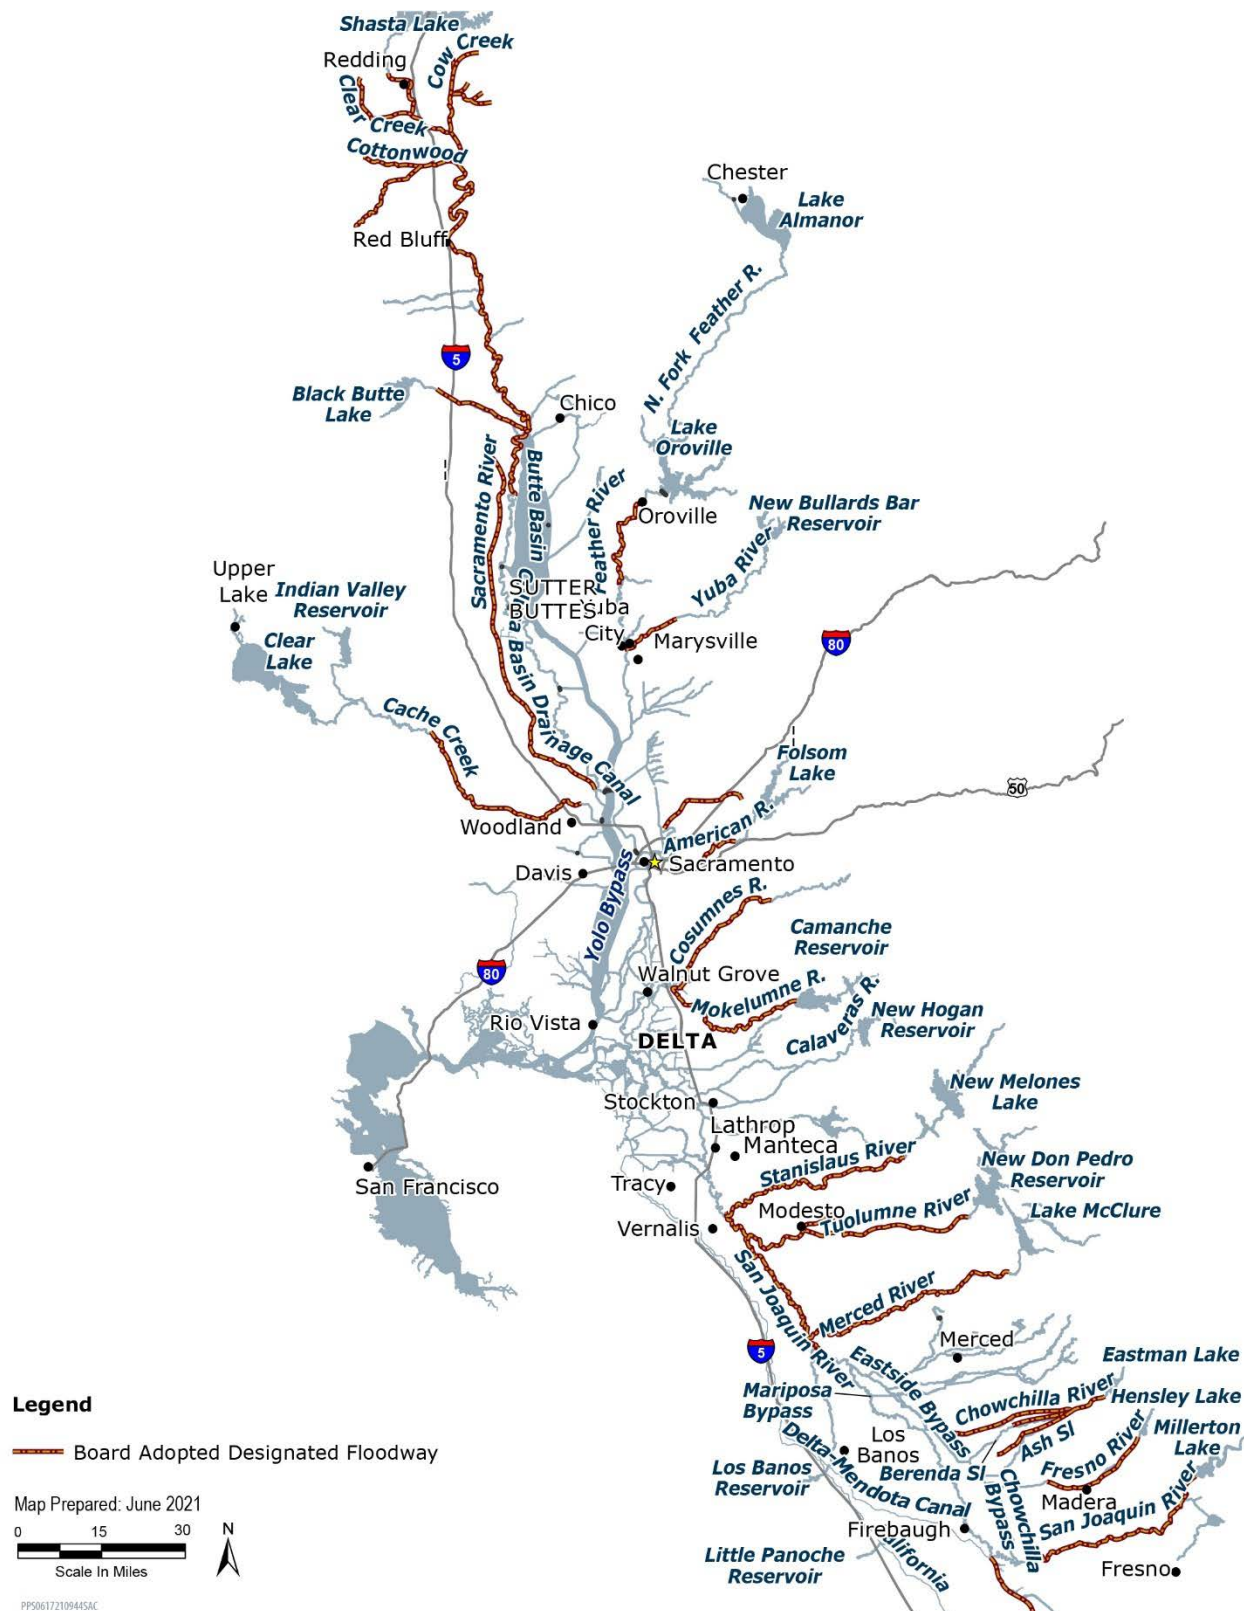 Shasta Lake
Redding
Cow Creek
Clear Creek
Cottonwood
Chester
Lake
Almanor
Red Bluff
N. Fork Feather R.
5
Black Butte
Lake
Chico
Lake
Oroville
Sacramento River
Butte Basin
Feather River
Oroville
New Bullards Bar
Reservoir
Yuba River
Upper
Lake
Indian Valley
Reservoir
SUTTER
BUTTES
Yuba
City
Marysville
Clear
Lake
80
Colusa Basin Drainage Canal
Cache Creek
Folsom
Lake
50
Woodland
American R.
Sacramento
Davis
Yolo Bypass
Cosumnes R.
Camanche
Reservoir
80
Walnut Grove
Mokelumne R.
Rio Vista
Calaveras R.
New Hogan
Reservoir
DELTA
New Melones
Lake
Stockton
Lathrop
Manteca
Stanislaus River
New Don Pedro
Reservoir
San Francisco
Tracy
Modesto
Tuolumne River
Lake McClure
Vernalis
San Joaquin River
Merced River
5
Merced
Eastside Bypass
Eastman Lake
Mariposa
Bypass
Chowchilla River
Hensley Lake
Legend
Board Adopted Designated Floodway
Los
Banos
Ash Sl
Millerton
Lake
Delta-Mendota Canal
Berenda Sl
Fresno River
Los Banos
Reservoir
Chowchilla
Bypass
Madera
San Joaquin River
Map Prepared: June 2021
0 15 30
Scale In Miles
N
Firebaugh
California
Little Panoche
Reservoir
Fresno
PPS0617210944SAC